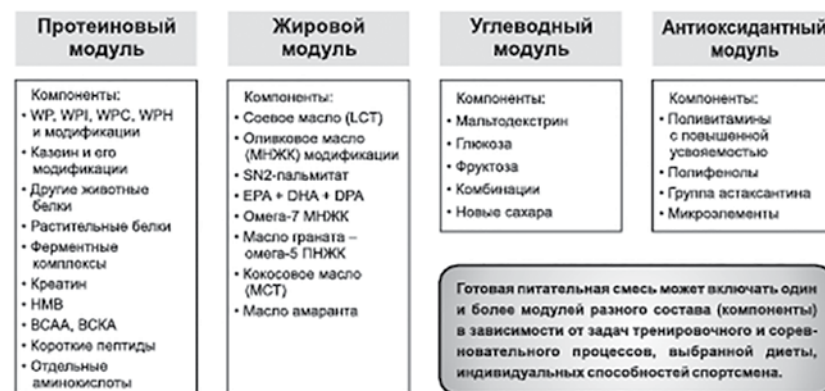 Протеиновый
модуль
Компоненты:
• WP, WPI, WPC, WPH
и модификации
• Казеин и его
модификации
• Другие животные
белки
• Растительные белки
• Ферментные
комплексы
• Креатин
• HMB
• BCAA, BCKA
• Короткие пептиды
• Отдельные
аминокислоты
Жировой
модуль
Компоненты:
• Соевое масло (LCT)
• Оливковое масло
(МНЖК) модификации
• SN2-пальмитат
• EPA + DHA + DPA
• Омега-7 МНЖК
• Масло граната –
омега-5 ПНЖК
• Кокосовое масло
(МСТ)
• Масло амаранта
Углеводный
модуль
Компоненты:
• Мальтодекстрин
• Глюкоза
• Фруктоза
• Комбинации
• Новые сахара
Антиоксидантный
модуль
Компоненты:
• Поливитамины
с повышенной
усвояемостью
• Полифенолы
• Группа астаксантина
• Микроэлементы
Готовая питательная смесь может включать один
и более модулей разного состава (компоненты)
в зависимости от задач тренировочного и сорев-
новательного процессов, выбранной диеты,
индивидуальных способностей спортсмена.